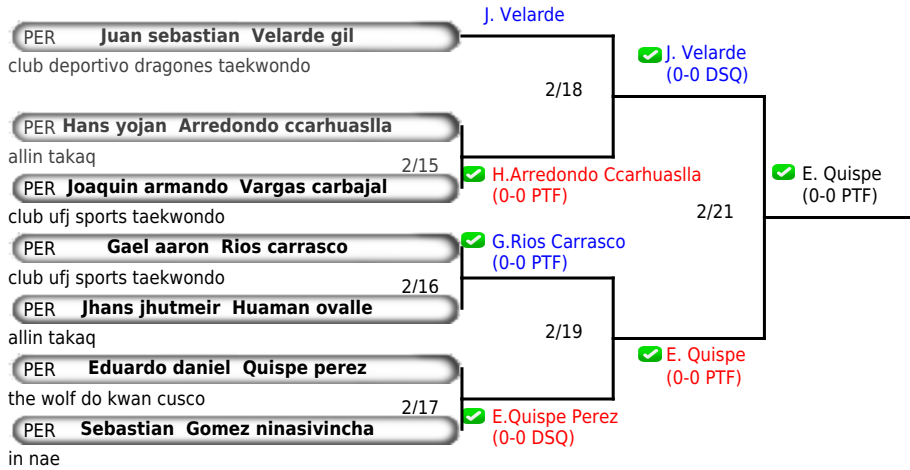 J. Velarde
PER Juan sebastian Velarde gil
club deportivo dragones taekwondo
J. Velarde
(0-0 DSQ)
2/18
PER Hans yojan Arredondo ccarhuaslla
allin takaq
2/15
H.Arredondo Ccarhuaslla
(0-0 PTF)
PER Joaquin armando Vargas carbajal
club ufj sports taekwondo
E. Quispe
(0-0 PTF)
2/21
PER Gael aaron Rios carrasco
club ufj sports taekwondo
G.Rios Carrasco
(0-0 PTF)
2/16
PER Jhans jhutmeir Huaman ovalle
allin takaq
2/19
E. Quispe
(0-0 PTF)
PER Eduardo daniel Quispe perez
the wolf do kwan cusco
2/17
E.Quispe Perez
(0-0 DSQ)
PER Sebastian Gomez ninasivincha
in nae